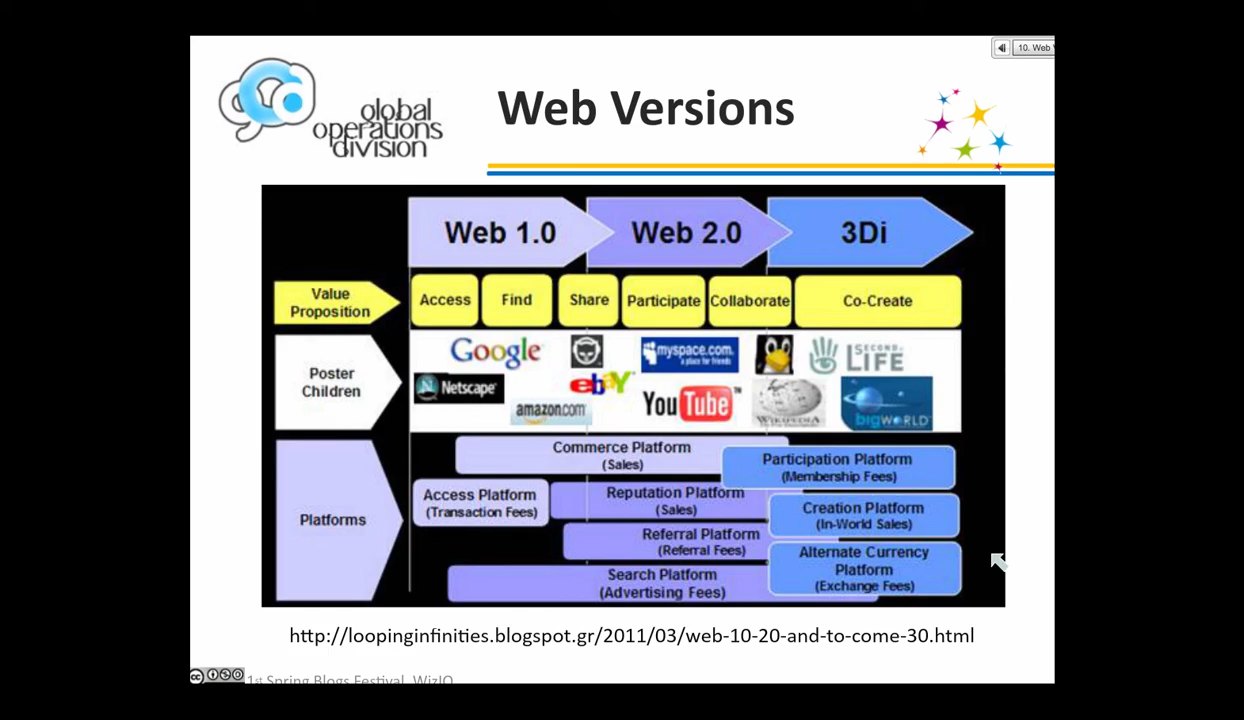 10. Web
global
operations
division
Web Versions
Web 1.0
Web 2.0
3Di
Value
Proposition
Access
Find
Share
Participate
Collaborate
Co-Create
Poster
Children
Google
Netscape
amazon.com
ebaY
myspace.com
a place for friends
YouTube
WIKIPEDIA
SECOND
LIFE
BIGWORLD
Platforms
Commerce Platform
(Sales)
Participation Platform
(Membership Fees)
Access Platform
(Transaction Fees)
Reputation Platform
(Sales)
Creation Platform
(In-World Sales)
Referral Platform
(Referral Fees)
Alternate Currency
Platform
(Exchange Fees)
Search Platform
(Advertising Fees)
http://loopinginfinities.blogspot.gr/2011/03/web-10-20-and-to-come-30.html
cc
1st Spring Blogs Festival, WizIQ